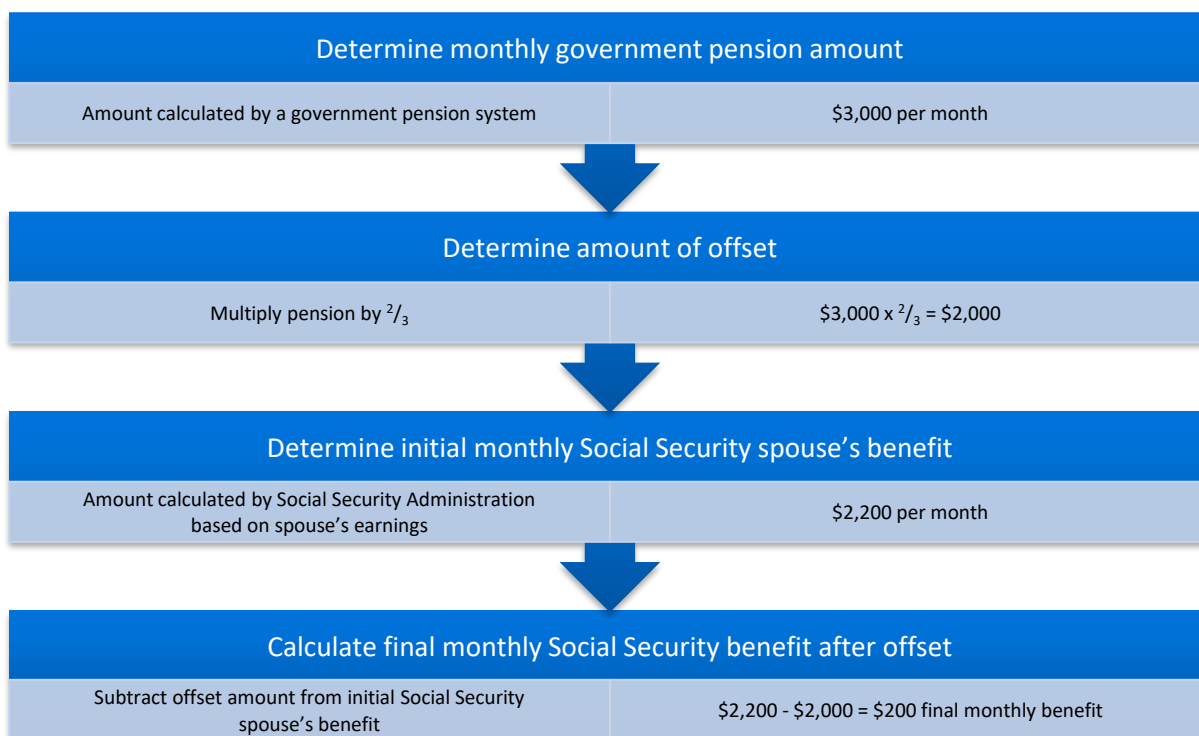 Determine monthly government pension amount
Amount calculated by a government pension system
$3,000 per month
Determine amount of offset
Multiply pension by 2/3
$3,000 x 2/3 = $2,000
Determine initial monthly Social Security spouse’s benefit
Amount calculated by Social Security Administration
based on spouse’s earnings
$2,200 per month
Calculate final monthly Social Security benefit after offset
Subtract offset amount from initial Social Security
spouse’s benefit
$2,200 - $2,000 = $200 final monthly benefit